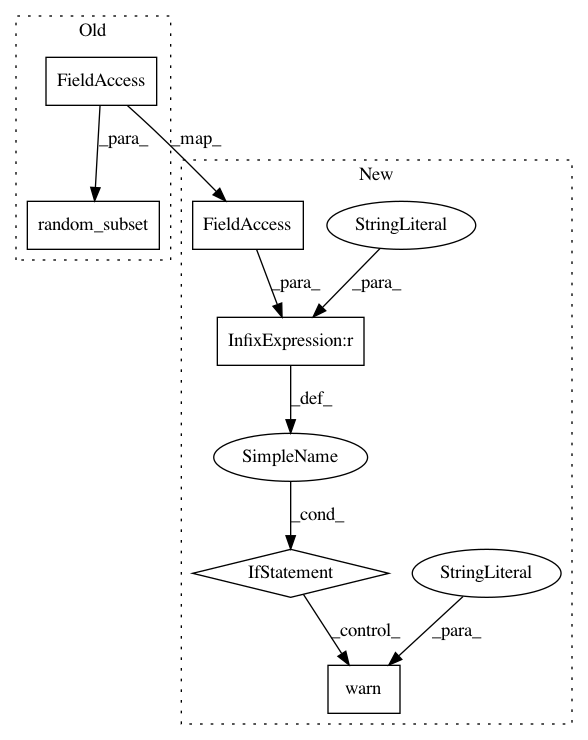 Old
FieldAccess
_para_
_map_
New
random_subset
FieldAccess
StringLiteral
_para_
_para_
InfixExpression:r
_def_
SimpleName
_cond_
IfStatement
StringLiteral
_control_
_para_
warn